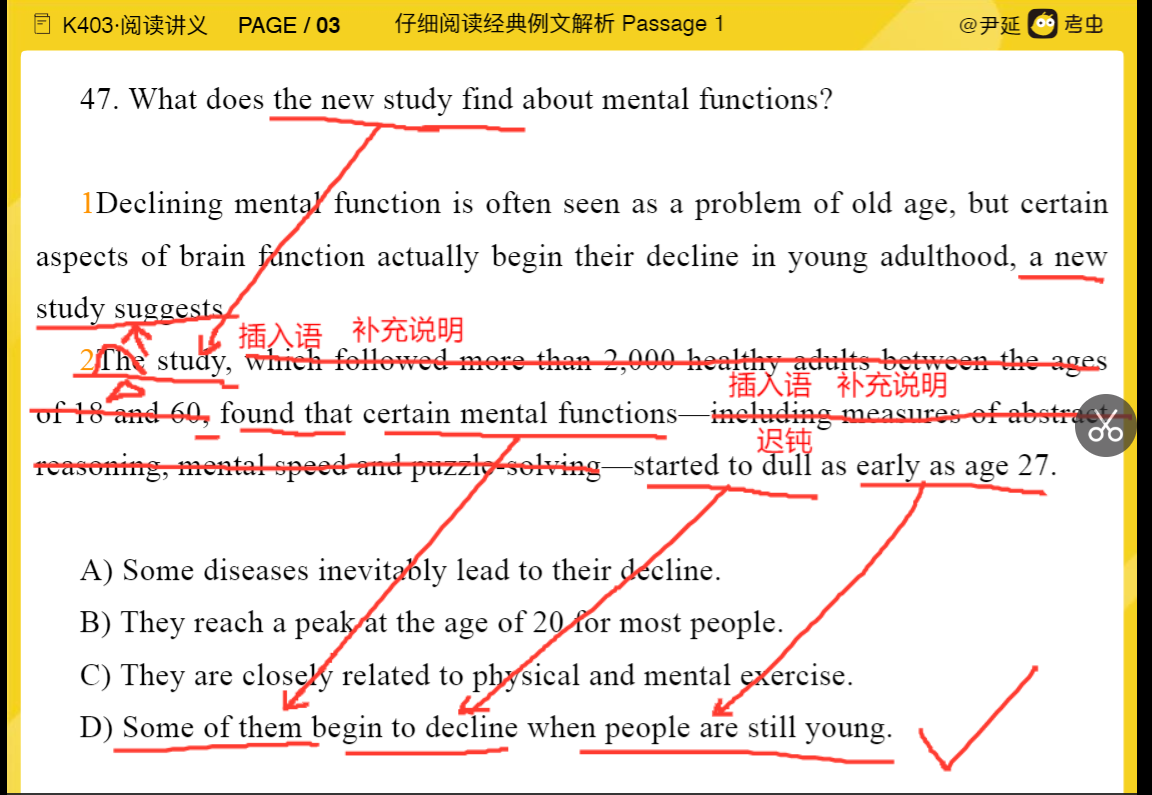 K403·阅读讲义 PAGE / 03 仔细阅读经典例文解析 Passage 1 @尹延 考虫
47. What does the new study find about mental functions?
1Declining mental function is often seen as a problem of old age, but certain
aspects of brain function actually begin their decline in young adulthood, a new
study suggests.
插入语 补充说明
2The study, which followed more than 2,000 healthy adults between the ages
插入语 补充说明
of 18 and 60, found that certain mental functions—including measures of abstract
迟钝
reasoning, mental speed and puzzle-solving—started to dull as early as age 27.
A) Some diseases inevitably lead to their decline.
B) They reach a peak at the age of 20 for most people.
C) They are closely related to physical and mental exercise.
D) Some of them begin to decline when people are still young.